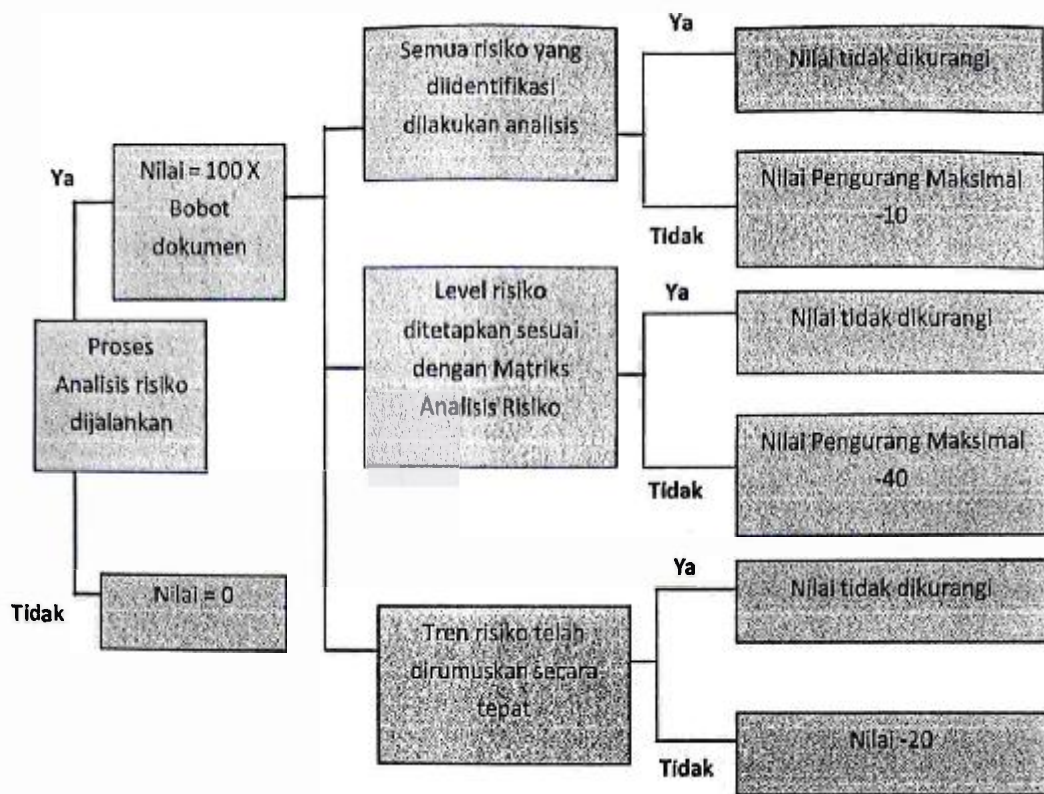 Proses
Analisis risiko
dijalankan
Ya
Nilai = 100 X
Bobot
dokumen
Tidak
Nilai = 0
Semua risiko yang
diidentifikasi
dilakukan analisis
Ya
Nilai tidak dikurangi
Tidak
Nilai Pengurang Maksimal
-10
Level risiko
ditetapkan sesuai
dengan Matriks
Analisis Risiko
Ya
Nilai tidak dikurangi
Tidak
Nilai Pengurang Maksimal
-40
Tren risiko telah
dirumuskan secara
tepat
Ya
Nilai tidak dikurangi
Tidak
Nilai -20